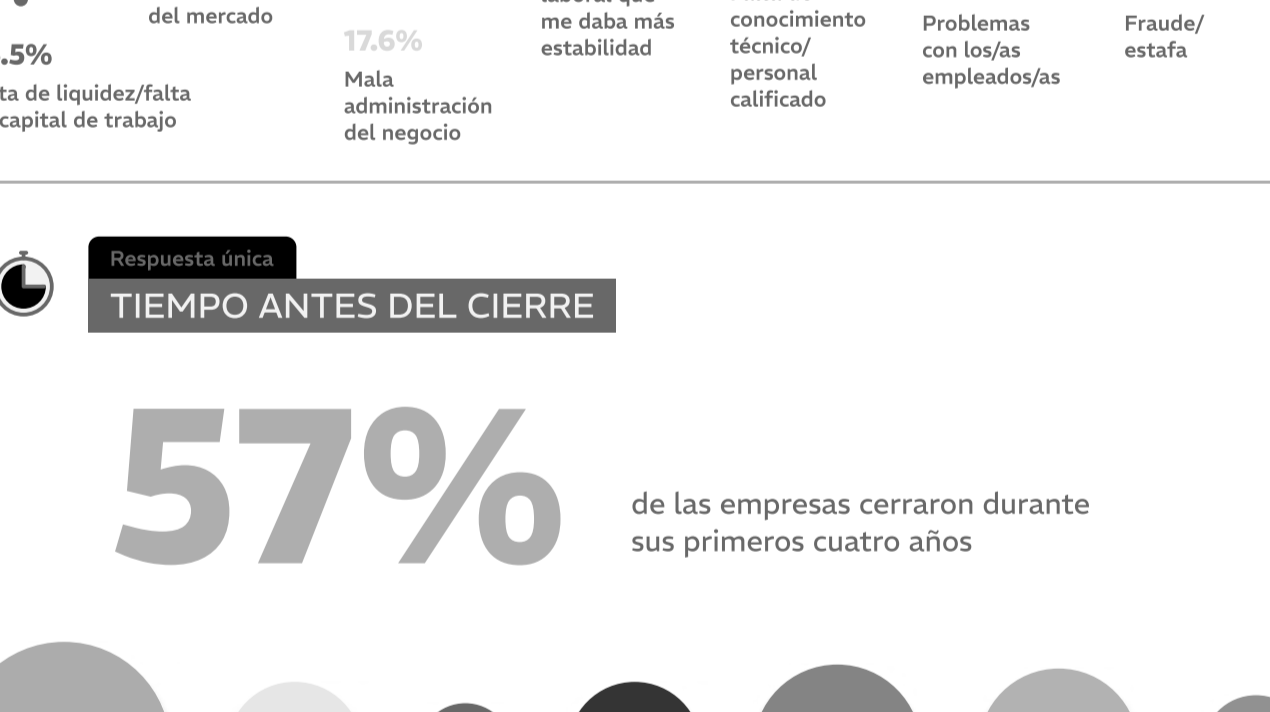 del mercado
.5%
ta de liquidez/falta
capital de trabajo
17.6%
Mala
administración
del negocio
me daba más
estabilidad
conocimiento
técnico/
personal
calificado
Problemas
con los/as
empleados/as
Fraude/
estafa
Respuesta única
TIEMPO ANTES DEL CIERRE
57%
de las empresas cerraron durante
sus primeros cuatro años